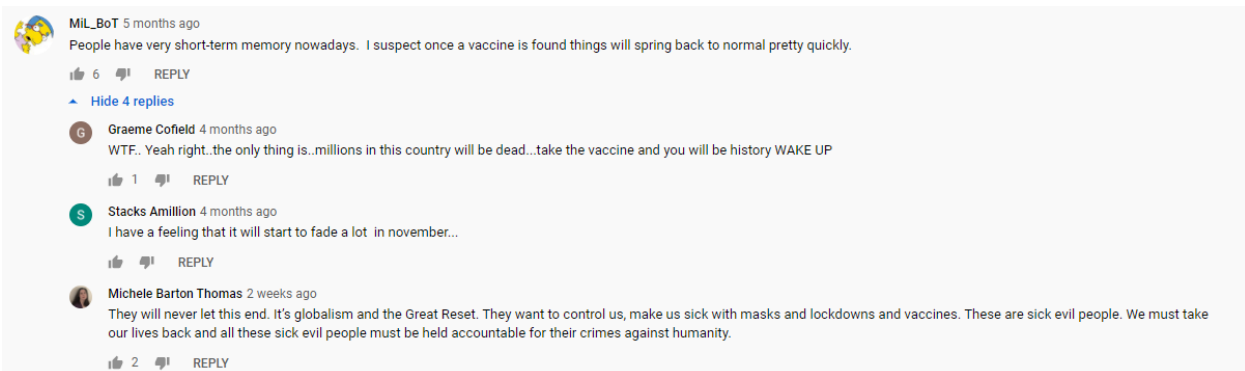 MiL_BoT 5 months ago
People have very short-term memory nowadays.  I suspect once a vaccine is found things will spring back to normal pretty quickly.
6 REPLY
Hide 4 replies
G
Graeme Cofield 4 months ago
WTF.. Yeah right..the only thing is..millions in this country will be dead...take the vaccine and you will be history WAKE UP
1 REPLY
S
Stacks Amillion 4 months ago
I have a feeling that it will start to fade a lot  in november...
REPLY
Michele Barton Thomas 2 weeks ago
They will never let this end. It's globalism and the Great Reset. They want to control us, make us sick with masks and lockdowns and vaccines. These are sick evil people. We must take
our lives back and all these sick evil people must be held accountable for their crimes against humanity.
2 REPLY